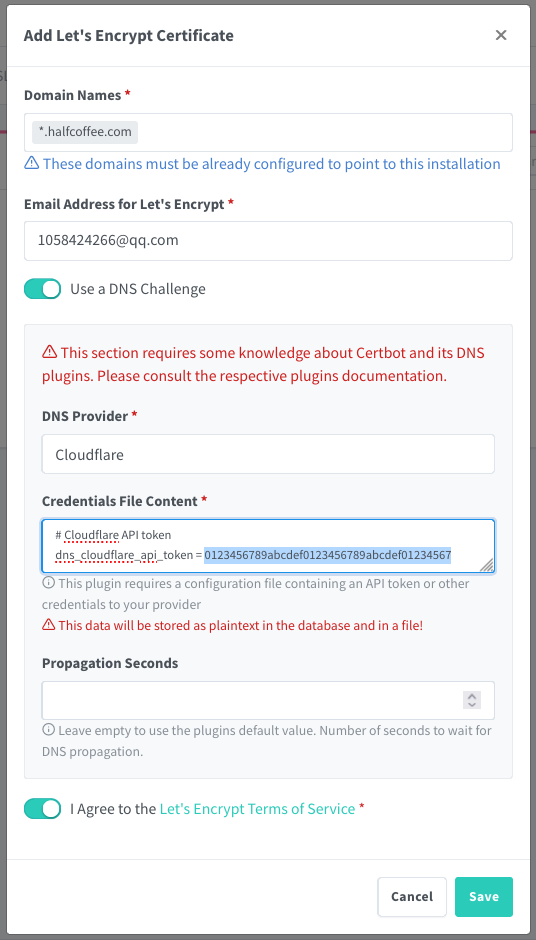 Add Let's Encrypt Certificate
Domain Names *
*.halfcoffee.com
These domains must be already configured to point to this installation
Email Address for Let's Encrypt *
1058424266@qq.com
Use a DNS Challenge
This section requires some knowledge about Certbot and its DNS
plugins. Please consult the respective plugins documentation.
DNS Provider *
Cloudflare
Credentials File Content *
# Cloudflare API token
dns_cloudflare_api_token = 0123456789abcdef0123456789abcdef01234567
This plugin requires a configuration file containing an API token or other
credentials to your provider
This data will be stored as plaintext in the database and in a file!
Propagation Seconds
Leave empty to use the plugins default value. Number of seconds to wait for
DNS propagation.
I Agree to the Let's Encrypt Terms of Service *
Cancel
Save